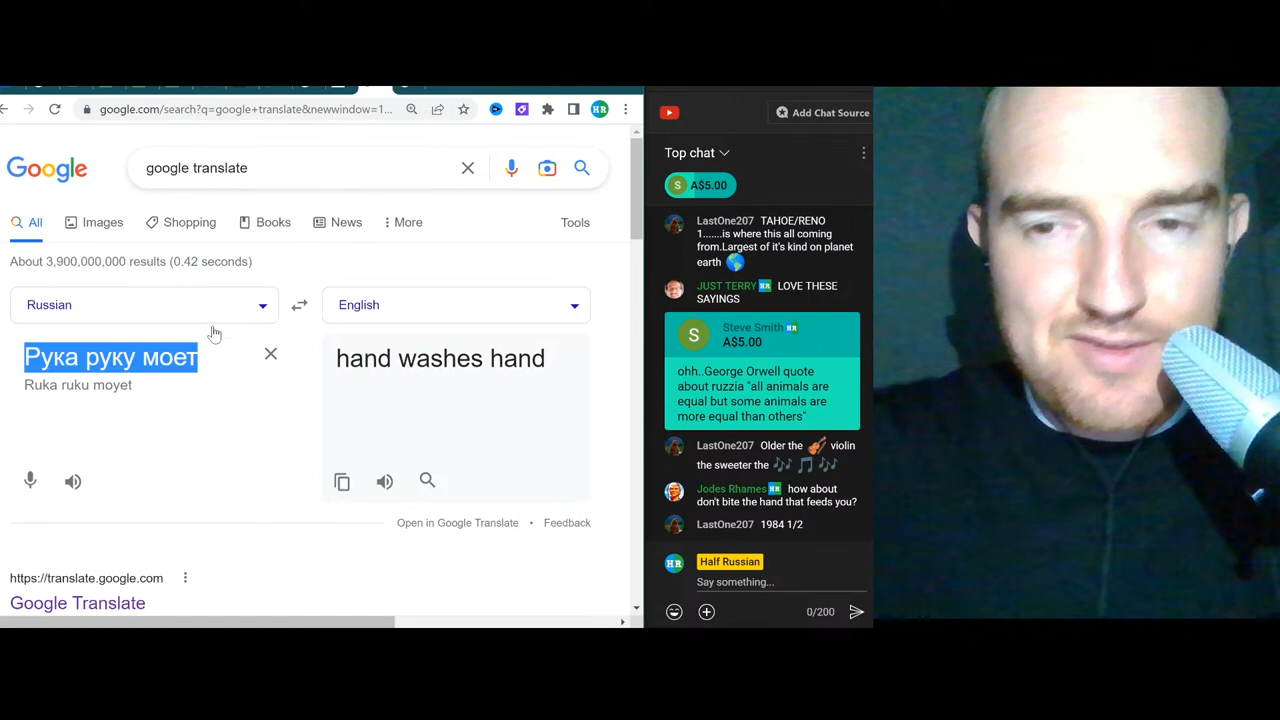 google.com/search?q=google+translate&newwindow=1...
HR
Add Chat Source
Google
google translate
Top chat
S A$5.00
All
Images
Shopping
Books
News
More
Tools
LastOne207 TAHOE/RENO
1.......is where this all coming
from.Largest of it's kind on planet
earth 🌎
About 3,900,000,000 results (0.42 seconds)
JUST TERRY HR LOVE THESE
SAYINGS
Russian
English
S
Steve Smith HR
A$5.00
ohh..George Orwell quote
about ruzzia "all animals are
equal but some animals are
more equal than others"
Рука руку моет
Ruka ruku moyet
hand washes hand
LastOne207 Older the 🎻 violin
the sweeter the 🎶 🎵 🎶
Jodes Rhames HR how about
don't bite the hand that feeds you?
LastOne207 1984 1/2
Open in Google Translate • Feedback
HR
Half Russian
Say something...
0/200
https://translate.google.com
Google Translate